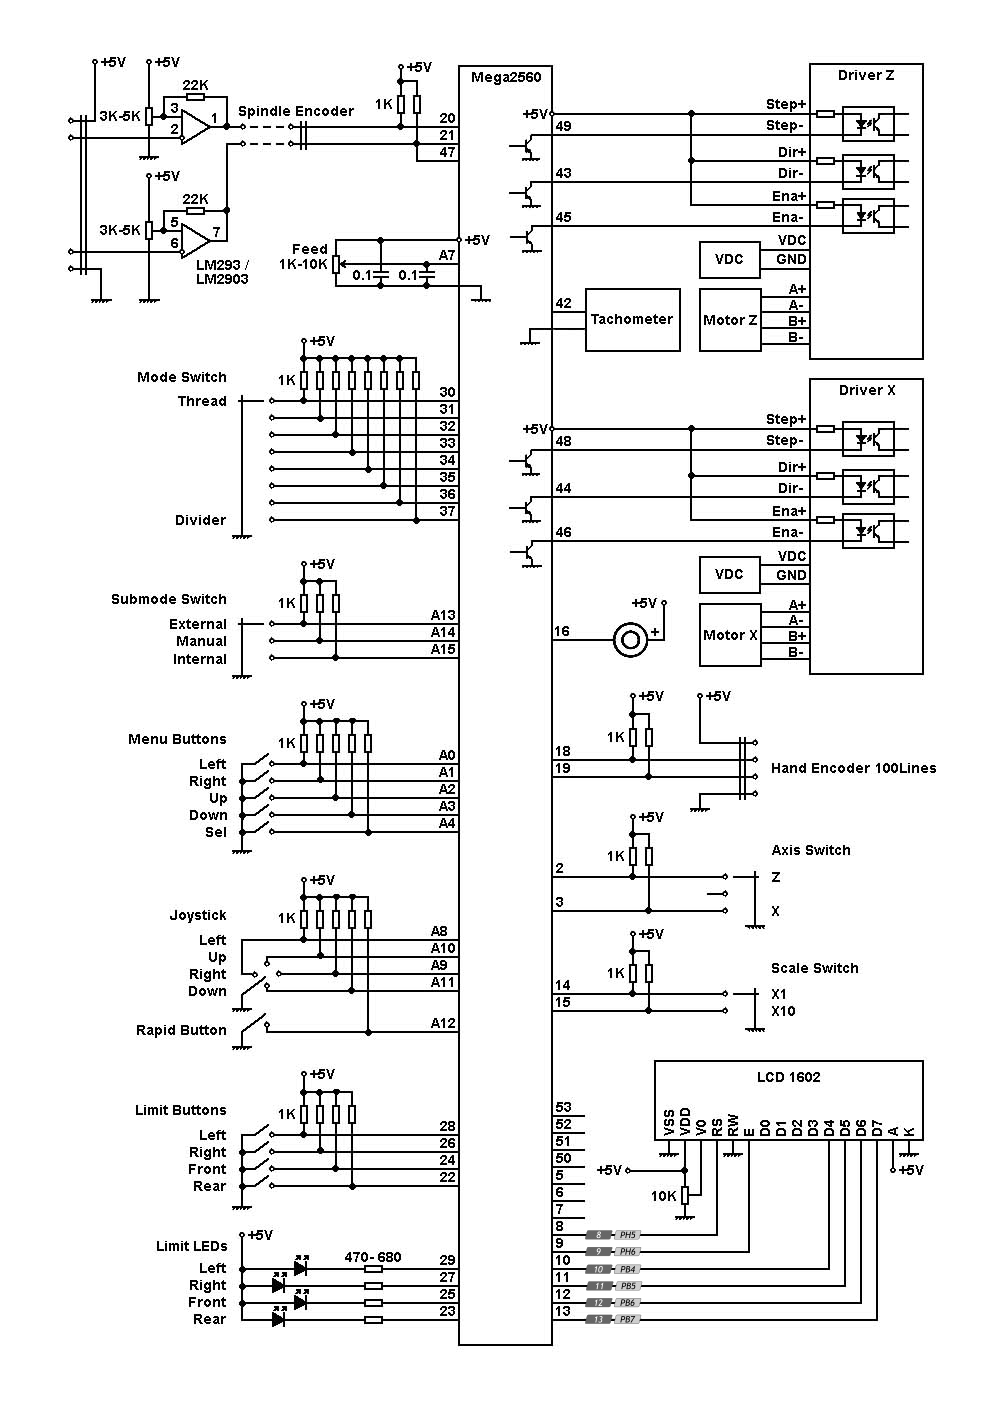 Mega2560
+5V
+5V
22K
3K-5K
3
2
1
Spindle Encoder
+5V
1K
20
21
47
+5V
22K
3K-5K
5
6
7
LM293 /
LM2903
Feed
1K-10K
0.1
0.1
+5V
A7
Mode Switch
+5V
1K
Thread
30
31
32
33
34
35
36
Divider
37
+5V
Submode Switch
1K
External
A13
Manual
A14
Internal
A15
+5V
Menu Buttons
1K
Left
A0
Right
A1
Up
A2
Down
A3
Sel
A4
+5V
Joystick
1K
Left
A8
Up
A10
Right
A9
Down
A11
Rapid Button
A12
+5V
Limit Buttons
1K
Left
28
Right
26
Front
24
Rear
22
+5V
Limit LEDs
470-680
Left
29
Right
27
Front
25
Rear
23
Driver Z
+5V
Step+
49
Step-
Dir+
43
Dir-
Ena+
45
Ena-
VDC
VDC
GND
42
Tachometer
Motor Z
A+
A-
B+
B-
Driver X
+5V
Step+
48
Step-
Dir+
44
Dir-
Ena+
46
Ena-
VDC
VDC
GND
+5V
16
+
Motor X
A+
A-
B+
B-
+5V
+5V
1K
18
19
Hand Encoder 100Lines
+5V
1K
Axis Switch
2
Z
3
X
+5V
1K
Scale Switch
14
X1
15
X10
LCD 1602
VSS
VDD
V0
RS
RW
E
D0
D1
D2
D3
D4
D5
D6
D7
A
K
+5V
+5V
10K
53
52
51
50
5
6
7
8
8 PH5
9
9 PH6
10
10 PB4
11
11 PB5
12
12 PB6
13
13 PB7